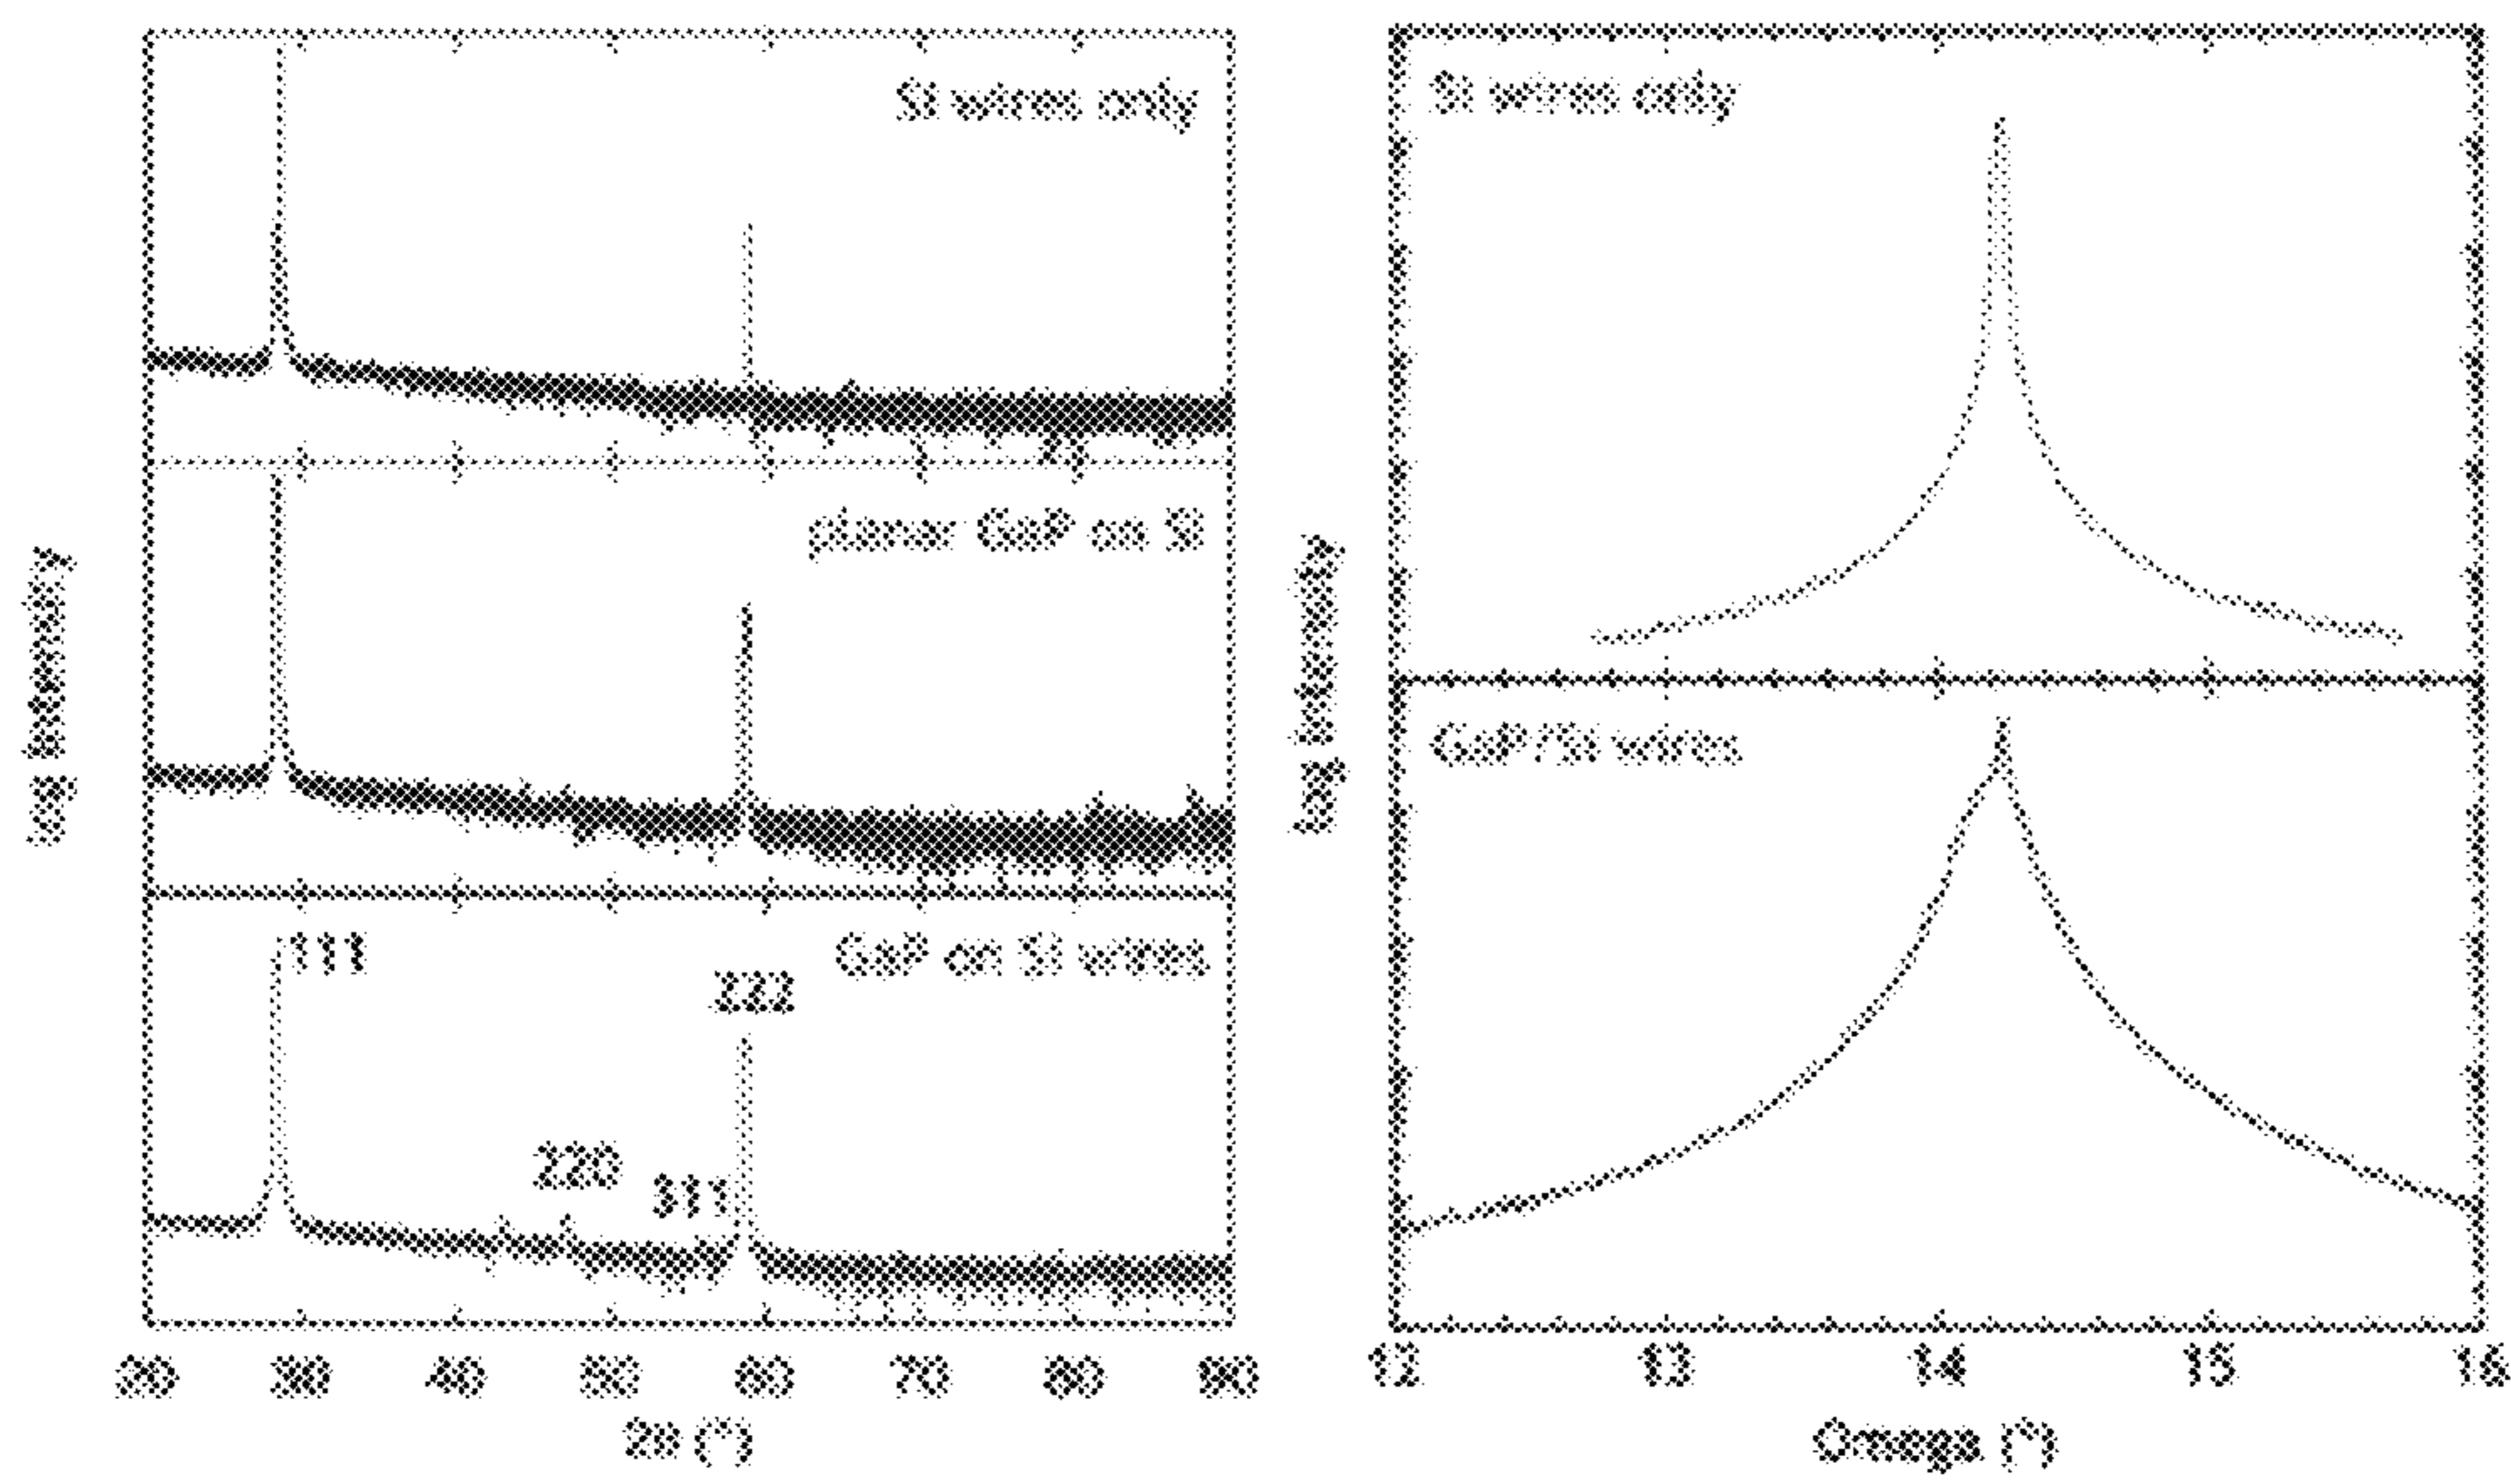 Si wires only
planar GaP on Si
GaP on Si wires
111
222
220
311
20 30 40 50 60 70 80 90
2θ (°)
Log Intensity
Si wires only
GaP/Si wires
12 13 14 15 16
Omega (°)
Log Intensity